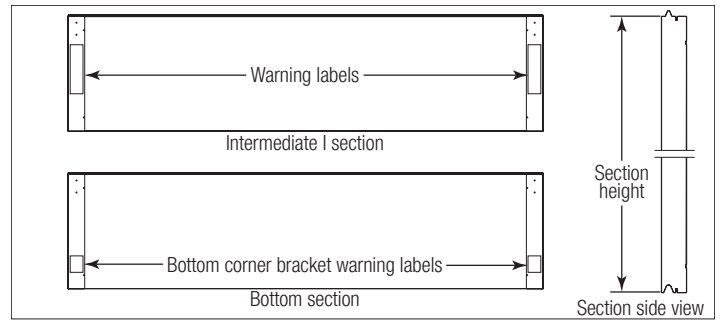 Warning labels
Intermediate I section
Bottom corner bracket warning labels
Bottom section
Section
height
Section side view